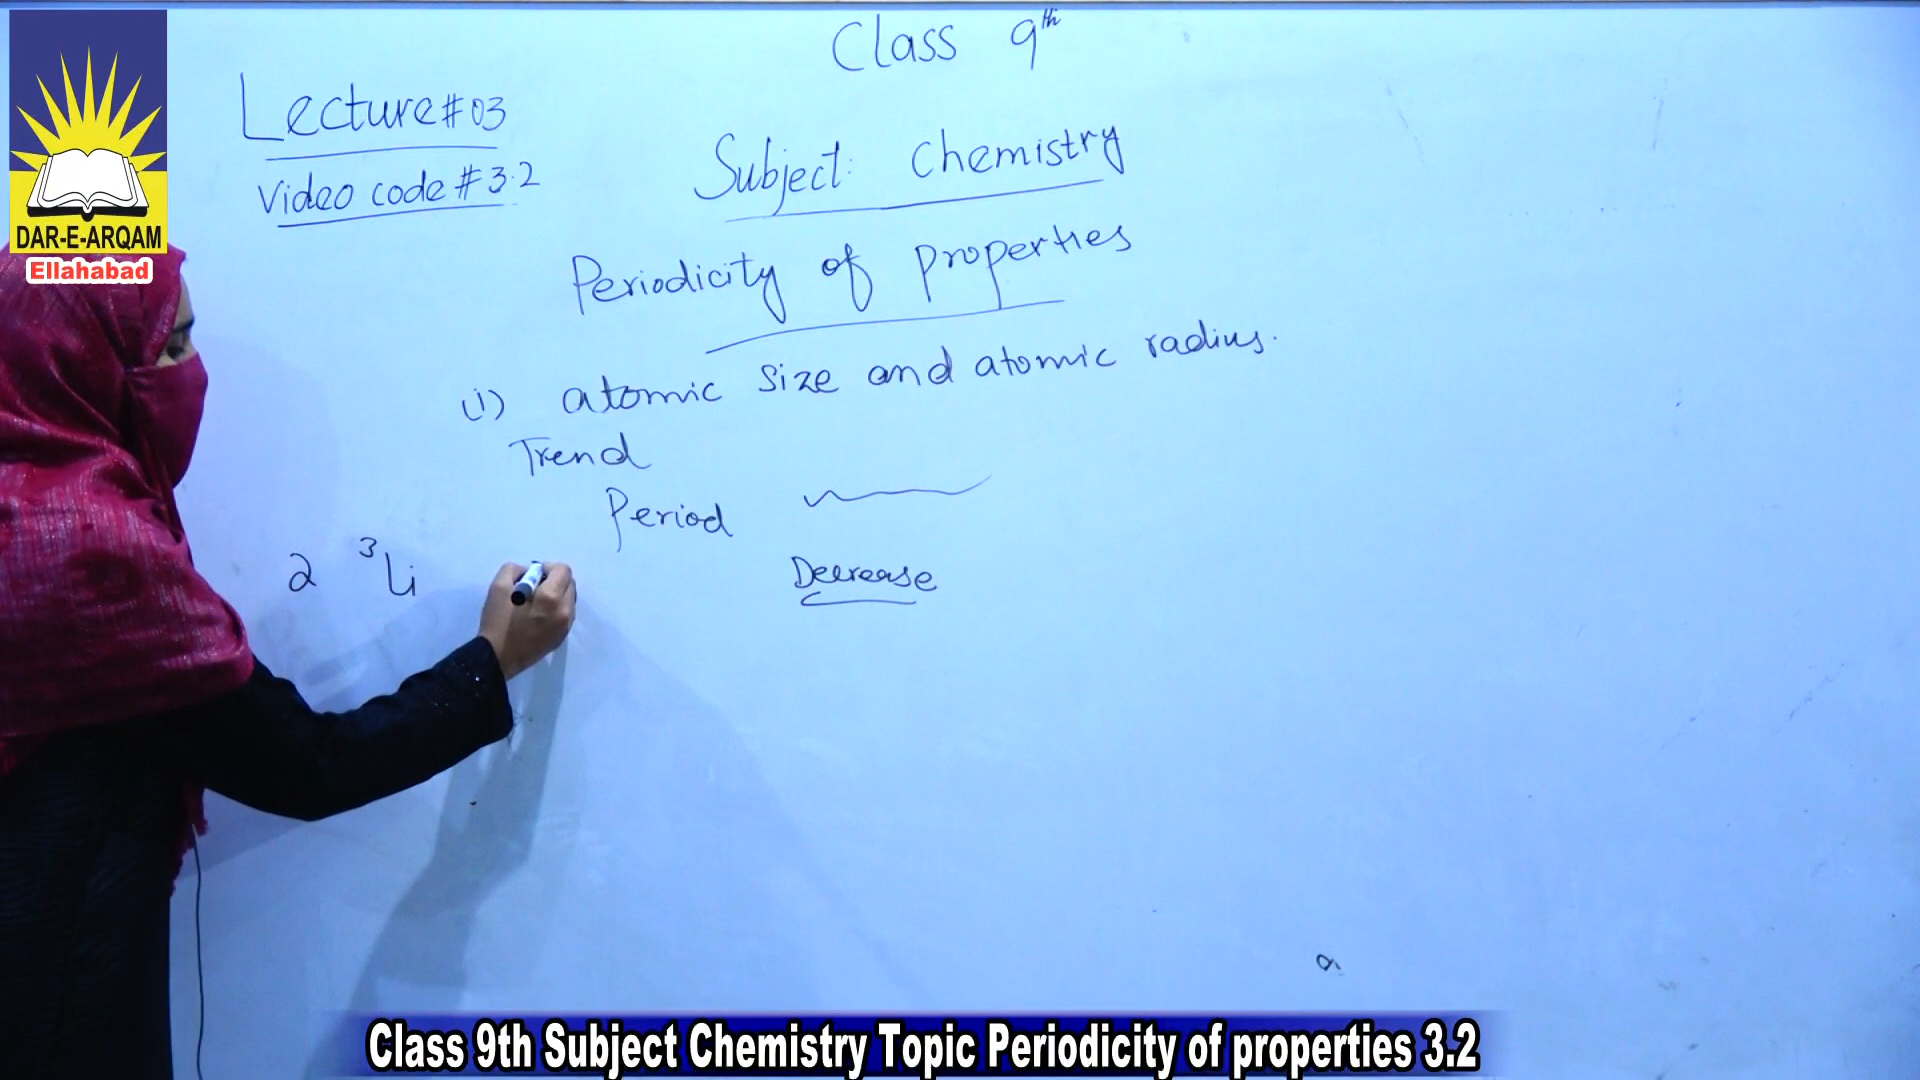 Class 9th
Lecture#03
Video code #3.2
Subject: Chemistry
Periodicity of properties
(i) atomic size and atomic radius.
Trend
Period
Decrease
2 ³Li
a
DAR-E-ARQAM
Ellahabad
Class 9th Subject Chemistry Topic Periodicity of properties 3.2